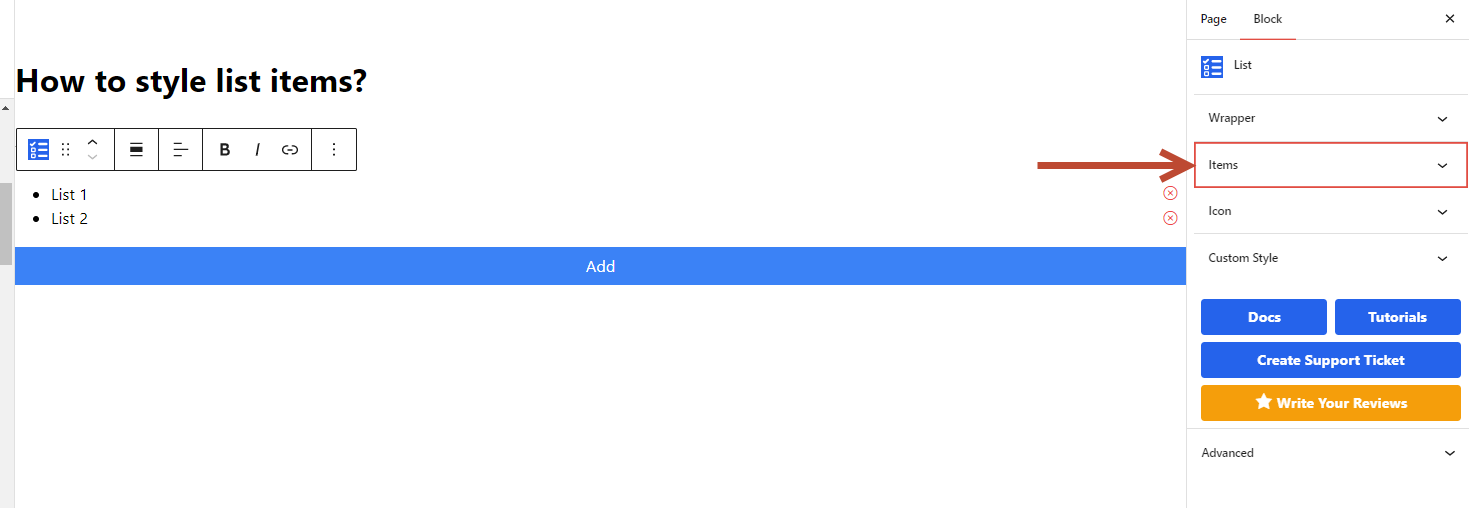 Page Block
List
How to style list items?
Wrapper
B I
Items
List 1
List 2
Icon
Add
Custom Style
Docs Tutorials
Create Support Ticket
Write Your Reviews
Advanced